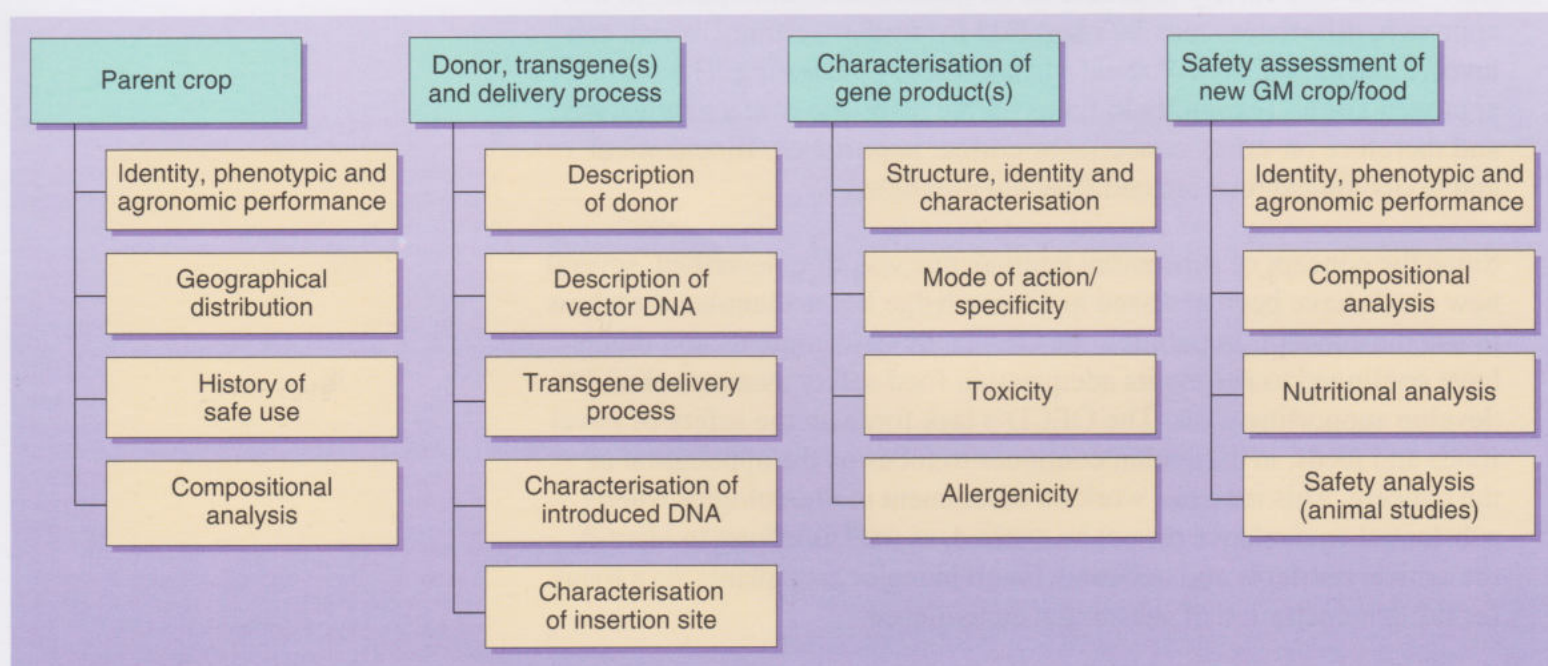 Parent crop
Identity, phenotypic and
agronomic performance
Geographical
distribution
History of
safe use
Compositional
analysis
Donor, transgene(s)
and delivery process
Description
of donor
Description of
vector DNA
Transgene delivery
process
Characterisation of
introduced DNA
Characterisation
of insertion site
Characterisation of
gene product(s)
Structure, identity and
characterisation
Mode of action/
specificity
Toxicity
Allergenicity
Safety assessment of
new GM crop/food
Identity, phenotypic and
agronomic performance
Compositional
analysis
Nutritional analysis
Safety analysis
(animal studies)